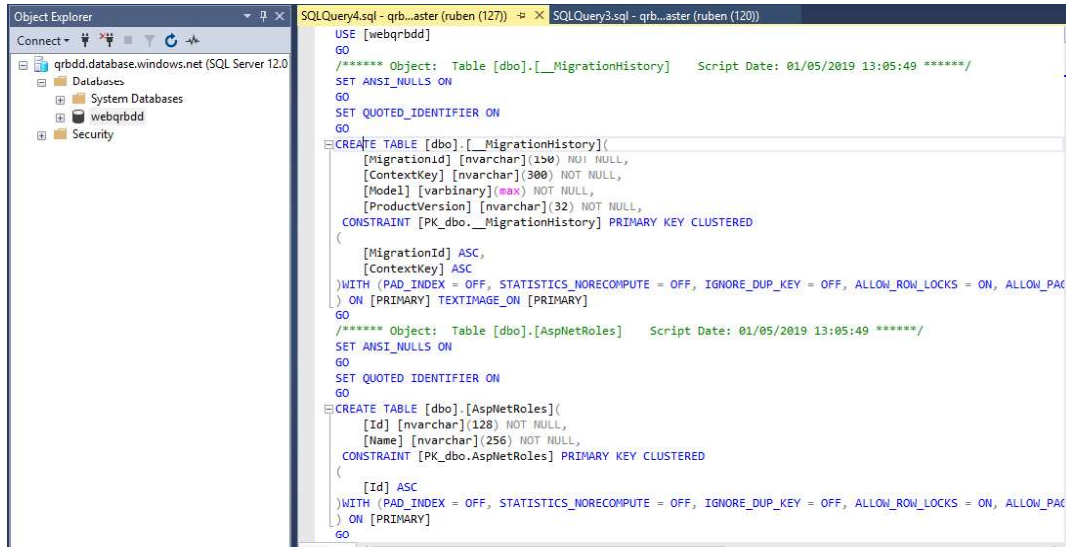 Object Explorer
Connect
qrbdd.database.windows.net (SQL Server 12.0
Databases
System Databases
webqrbdd
Security
SQLQuery4.sql - qrb...aster (ruben (127))
SQLQuery3.sql - qrb...aster (ruben (120))
USE [webqrbdd]
GO
/****** Object:  Table [dbo].[__MigrationHistory]    Script Date: 01/05/2019 13:05:49 ******/
SET ANSI_NULLS ON
GO
SET QUOTED_IDENTIFIER ON
GO
CREATE TABLE [dbo].[__MigrationHistory](
[MigrationId] [nvarchar](150) NOT NULL,
[ContextKey] [nvarchar](300) NOT NULL,
[Model] [varbinary](max) NOT NULL,
[ProductVersion] [nvarchar](32) NOT NULL,
CONSTRAINT [PK_dbo.__MigrationHistory] PRIMARY KEY CLUSTERED
(
[MigrationId] ASC,
[ContextKey] ASC
)WITH (PAD_INDEX = OFF, STATISTICS_NORECOMPUTE = OFF, IGNORE_DUP_KEY = OFF, ALLOW_ROW_LOCKS = ON, ALLOW_PAG
) ON [PRIMARY] TEXTIMAGE_ON [PRIMARY]
GO
/****** Object:  Table [dbo].[AspNetRoles]    Script Date: 01/05/2019 13:05:49 ******/
SET ANSI_NULLS ON
GO
SET QUOTED_IDENTIFIER ON
GO
CREATE TABLE [dbo].[AspNetRoles](
[Id] [nvarchar](128) NOT NULL,
[Name] [nvarchar](256) NOT NULL,
CONSTRAINT [PK_dbo.AspNetRoles] PRIMARY KEY CLUSTERED
(
[Id] ASC
)WITH (PAD_INDEX = OFF, STATISTICS_NORECOMPUTE = OFF, IGNORE_DUP_KEY = OFF, ALLOW_ROW_LOCKS = ON, ALLOW_PAG
) ON [PRIMARY]
GO